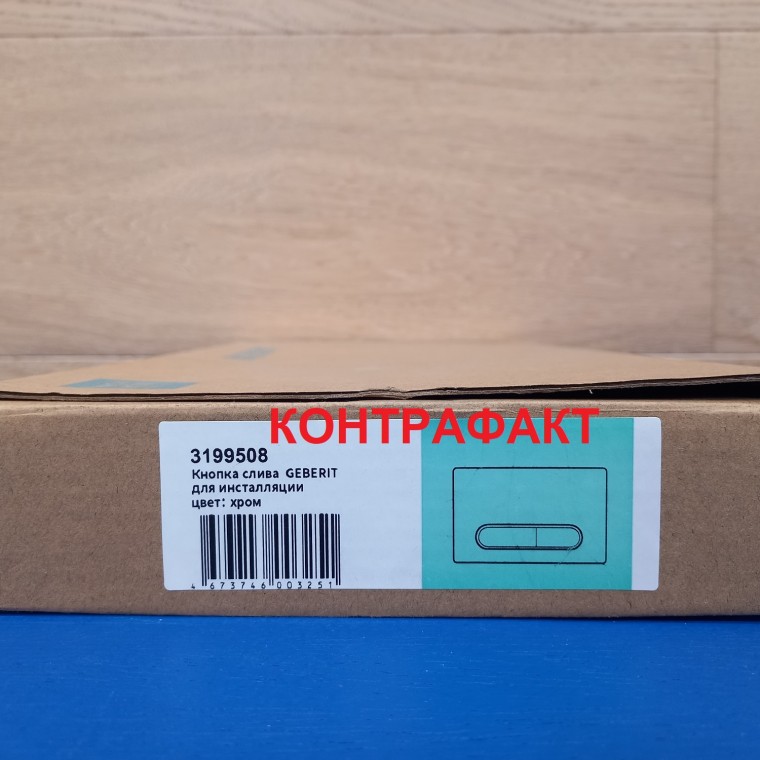 КОНТРАФАКТ
3199508
Кнопка слива GEBERIT
для инсталляции
цвет: хром
4 673746 003251